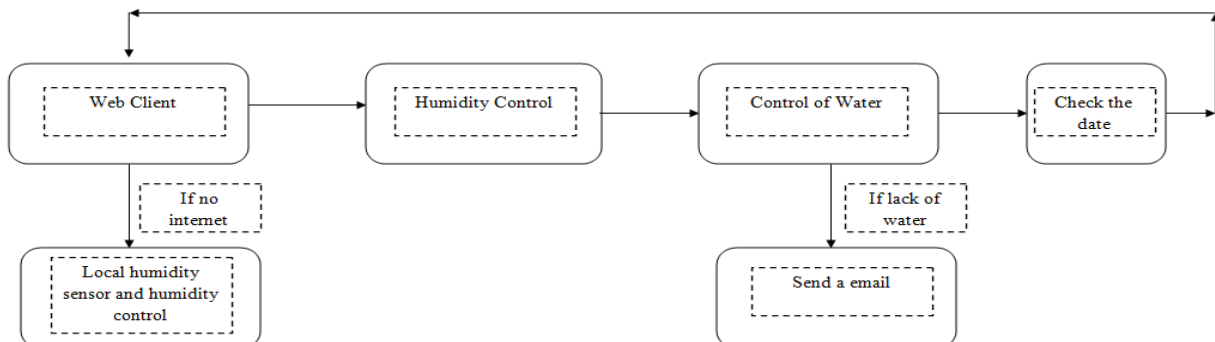 Web Client
Humidity Control
Control of Water
Check the
date
If no
internet
If lack of
water
Local humidity
sensor and humidity
control
Send a email